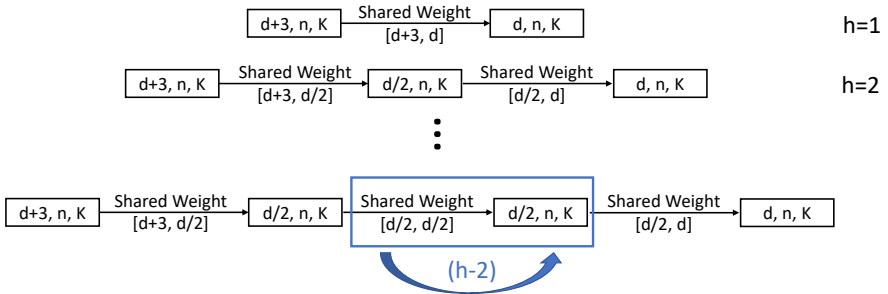 d+3, n, K Shared Weight [d+3, d] d, n, K h=1
d+3, n, K Shared Weight [d+3, d/2] d/2, n, K Shared Weight [d/2, d] d, n, K h=2
d+3, n, K Shared Weight [d+3, d/2] d/2, n, K Shared Weight [d/2, d/2] d/2, n, K Shared Weight [d/2, d] d, n, K
(h-2)